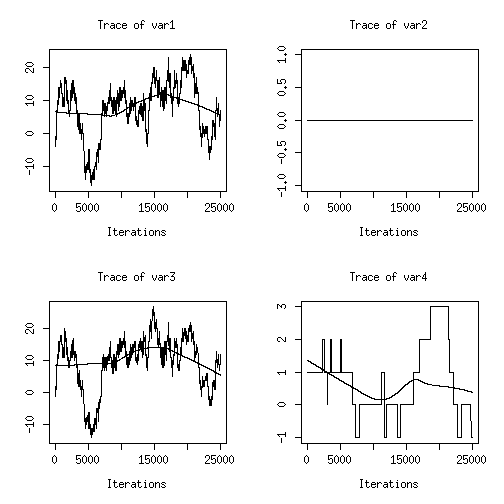 Trace of var1
20
10
0
-10
0 5000 15000 25000
Iterations
Trace of var2
1.0
0.5
0.0
-0.5
-1.0
0 5000 15000 25000
Iterations
Trace of var3
20
10
0
-10
0 5000 15000 25000
Iterations
Trace of var4
3
2
1
0
-1
0 5000 15000 25000
Iterations